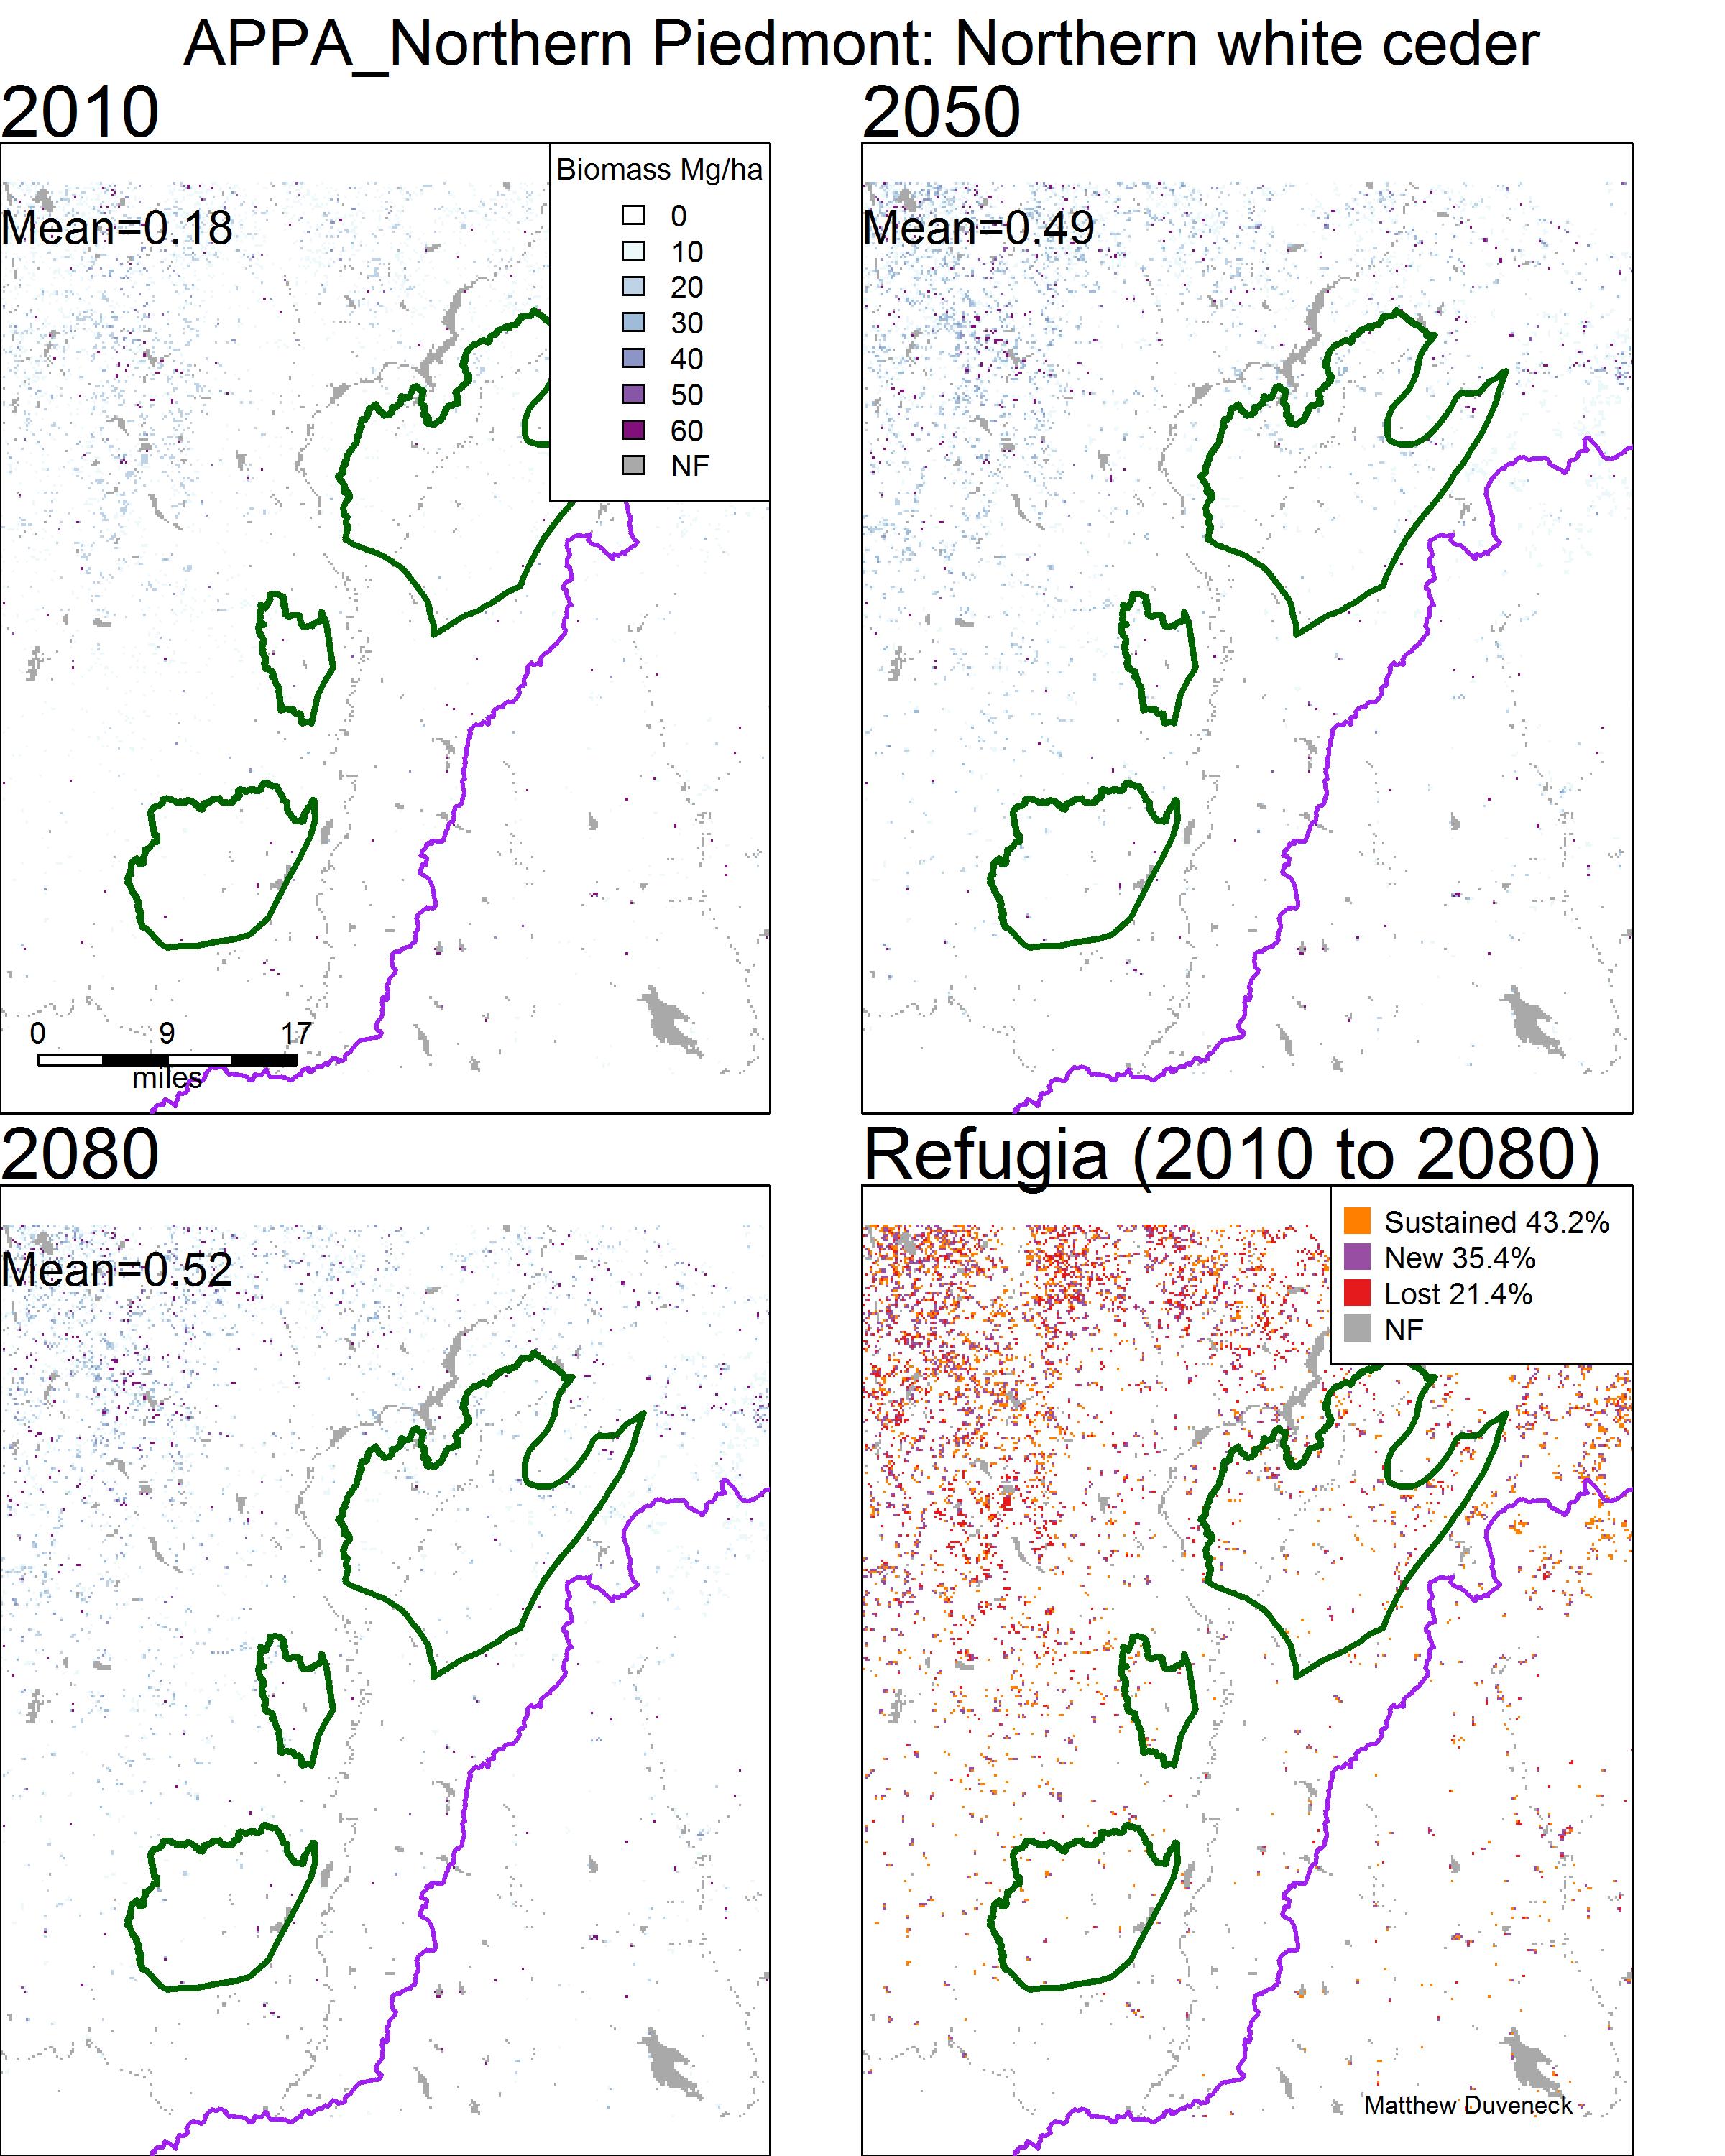 APPA_Northern Piedmont: Northern white ceder
2010
2050
Biomass Mg/ha
0
10
20
30
40
50
60
NF
Mean=0.18
Mean=0.49
0 9 17
miles
2080
Refugia (2010 to 2080)
Mean=0.52
Sustained 43.2%
New 35.4%
Lost 21.4%
NF
Matthew Duveneck